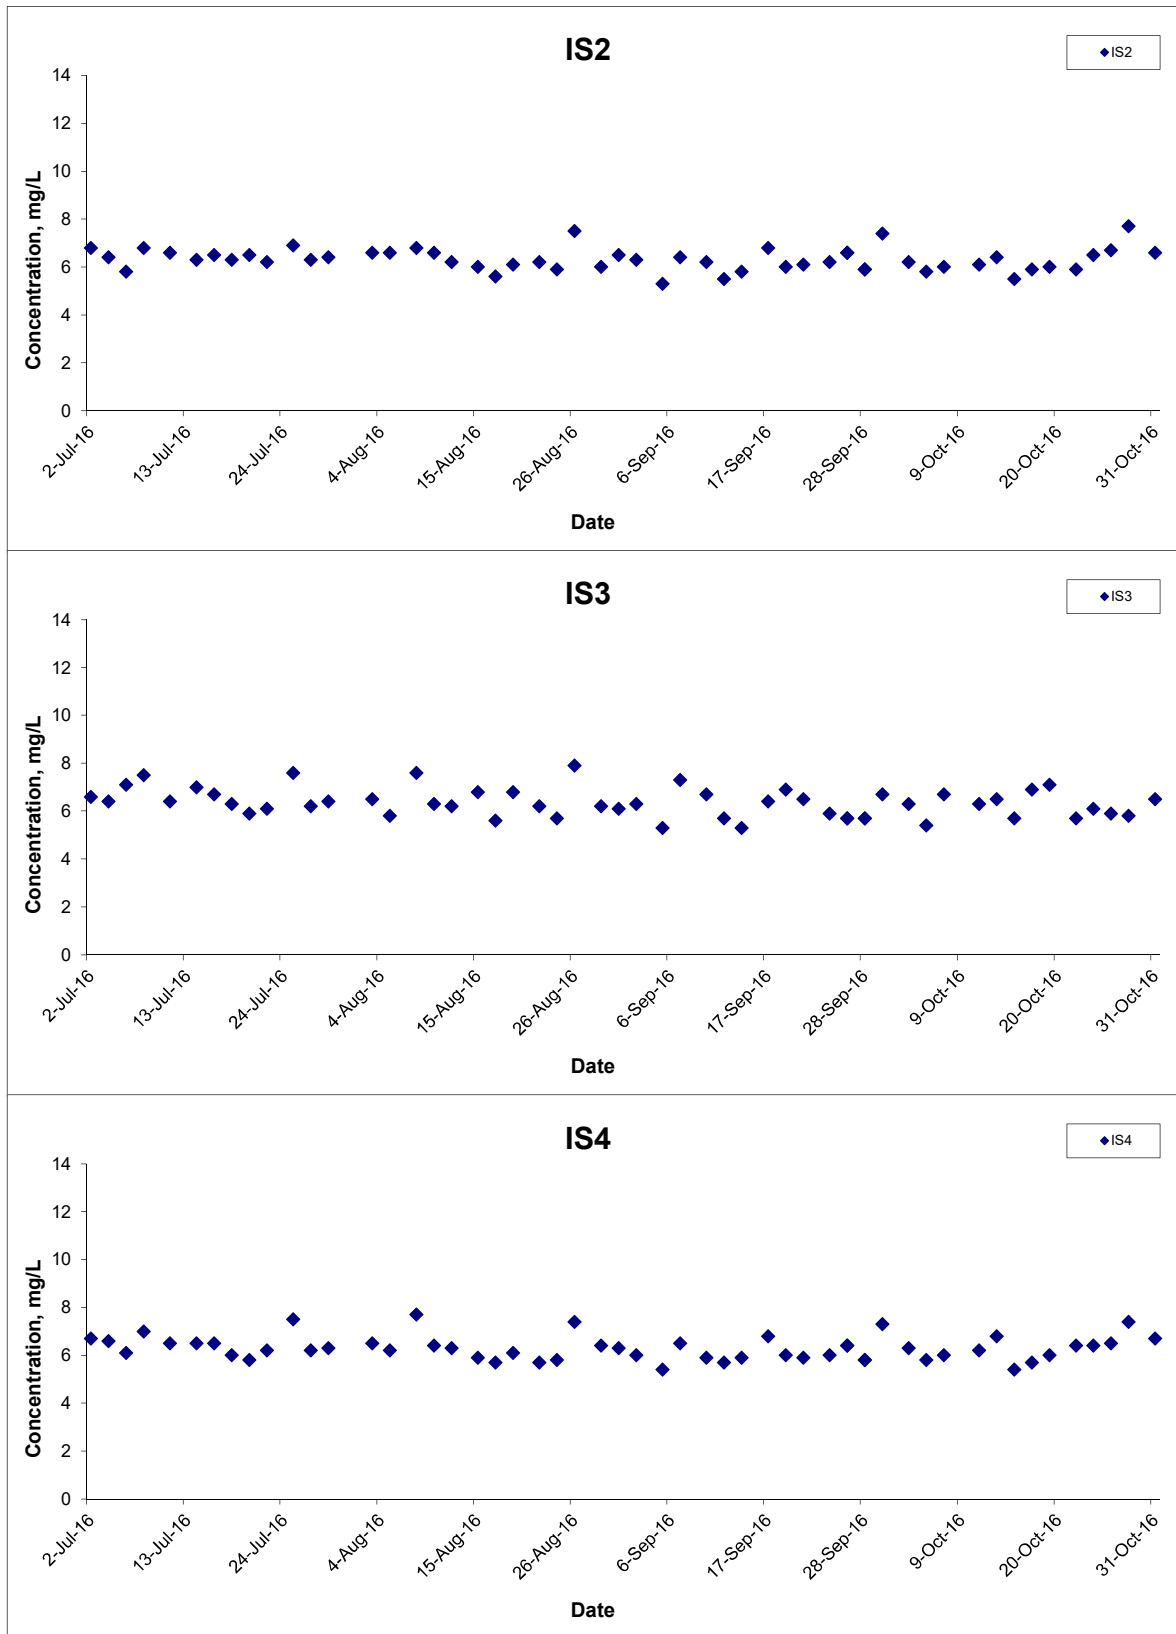 IS2
IS2
14
12
10
8
6
4
2
0
Concentration, mg/L
2-Jul-16
13-Jul-16
24-Jul-16
4-Aug-16
15-Aug-16
26-Aug-16
6-Sep-16
17-Sep-16
28-Sep-16
9-Oct-16
20-Oct-16
31-Oct-16
Date
IS3
IS3
14
12
10
8
6
4
2
0
Concentration, mg/L
2-Jul-16
13-Jul-16
24-Jul-16
4-Aug-16
15-Aug-16
26-Aug-16
6-Sep-16
17-Sep-16
28-Sep-16
9-Oct-16
20-Oct-16
31-Oct-16
Date
IS4
IS4
14
12
10
8
6
4
2
0
Concentration, mg/L
2-Jul-16
13-Jul-16
24-Jul-16
4-Aug-16
15-Aug-16
26-Aug-16
6-Sep-16
17-Sep-16
28-Sep-16
9-Oct-16
20-Oct-16
31-Oct-16
Date